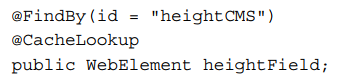 @FindBy(id = "heightCMS")
@CacheLookup
public WebElement heightField;